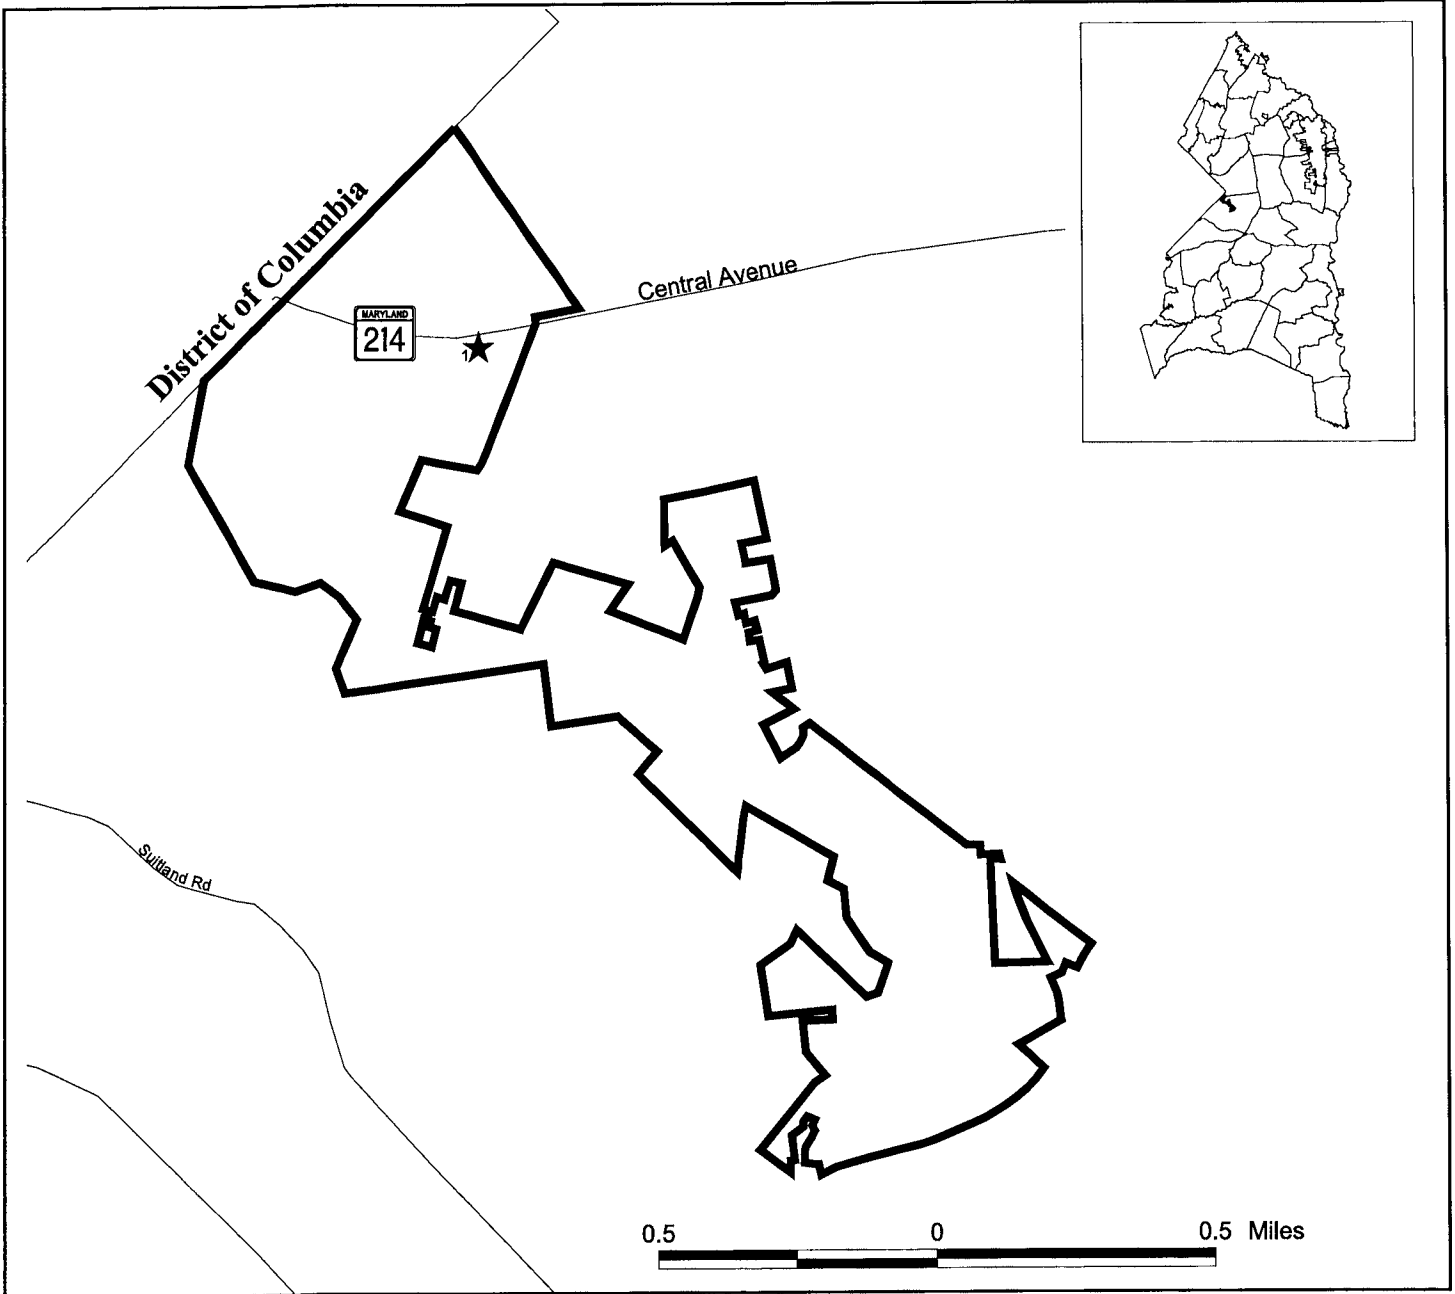 District of Columbia
Central Avenue
MARYLAND
214
1
Suitland Rd
0.5 0 0.5 Miles